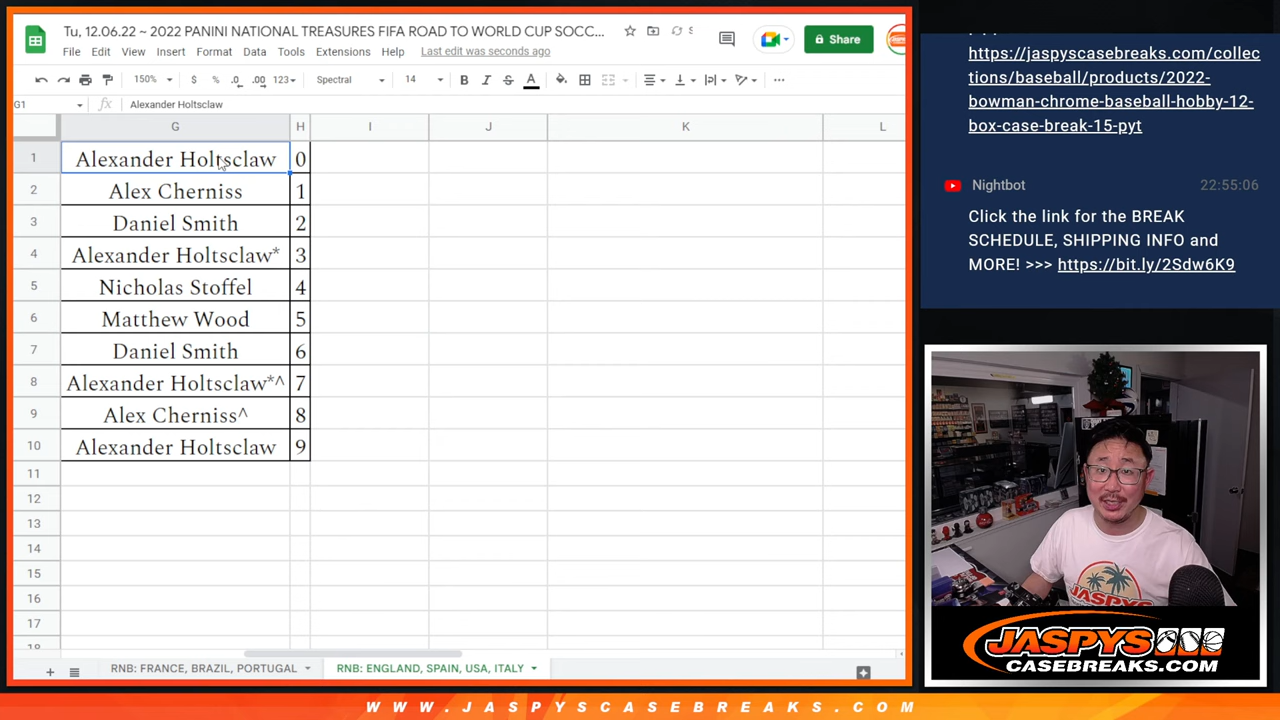 Tu, 12.06.22 ~ 2022 PANINI NATIONAL TREASURES FIFA ROAD TO WORLD CUP SOCC...
File Edit View Insert Format Data Tools Extensions Help Last edit was seconds ago
Share
150% $ % .0 .00 123 Spectral 14 B I S A
G1 fx Alexander Holtsclaw
G H I J K L
1 Alexander Holtsclaw 0
2 Alex Cherniss 1
3 Daniel Smith 2
4 Alexander Holtsclaw* 3
5 Nicholas Stoffel 4
6 Matthew Wood 5
7 Daniel Smith 6
8 Alexander Holtsclaw*^ 7
9 Alex Cherniss^ 8
10 Alexander Holtsclaw 9
11
12
13
14
15
16
17
18
RNB: FRANCE, BRAZIL, PORTUGAL RNB: ENGLAND, SPAIN, USA, ITALY
https://jaspyscasebreaks.com/collec
tions/baseball/products/2022-
bowman-chrome-baseball-hobby-12-
box-case-break-15-pyt
Nightbot 22:55:06
Click the link for the BREAK
SCHEDULE, SHIPPING INFO and
MORE! >>> https://bit.ly/2Sdw6K9
JASPYS
CASEBREAKS.COM
WWW.JASPYSCASEBREAKS.COM